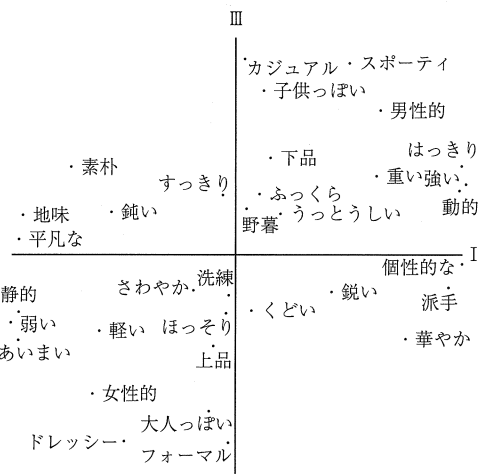 Ⅲ
・カジュアル
・スポーティ
・子供っぽい
・男性的
はっきり
・下品
・素朴
・重い
強い
すっきり
・ふっくら
動的
・地味
・鈍い
・うっとうしい
野暮
・平凡な
Ⅰ
個性的な
洗練
さわやか
静的
・鋭い
派手
・くどい
・弱い
・軽い
ほっそり
・華やか
あいまい
上品
・女性的
大人っぽい
ドレッシー・
フォーマル